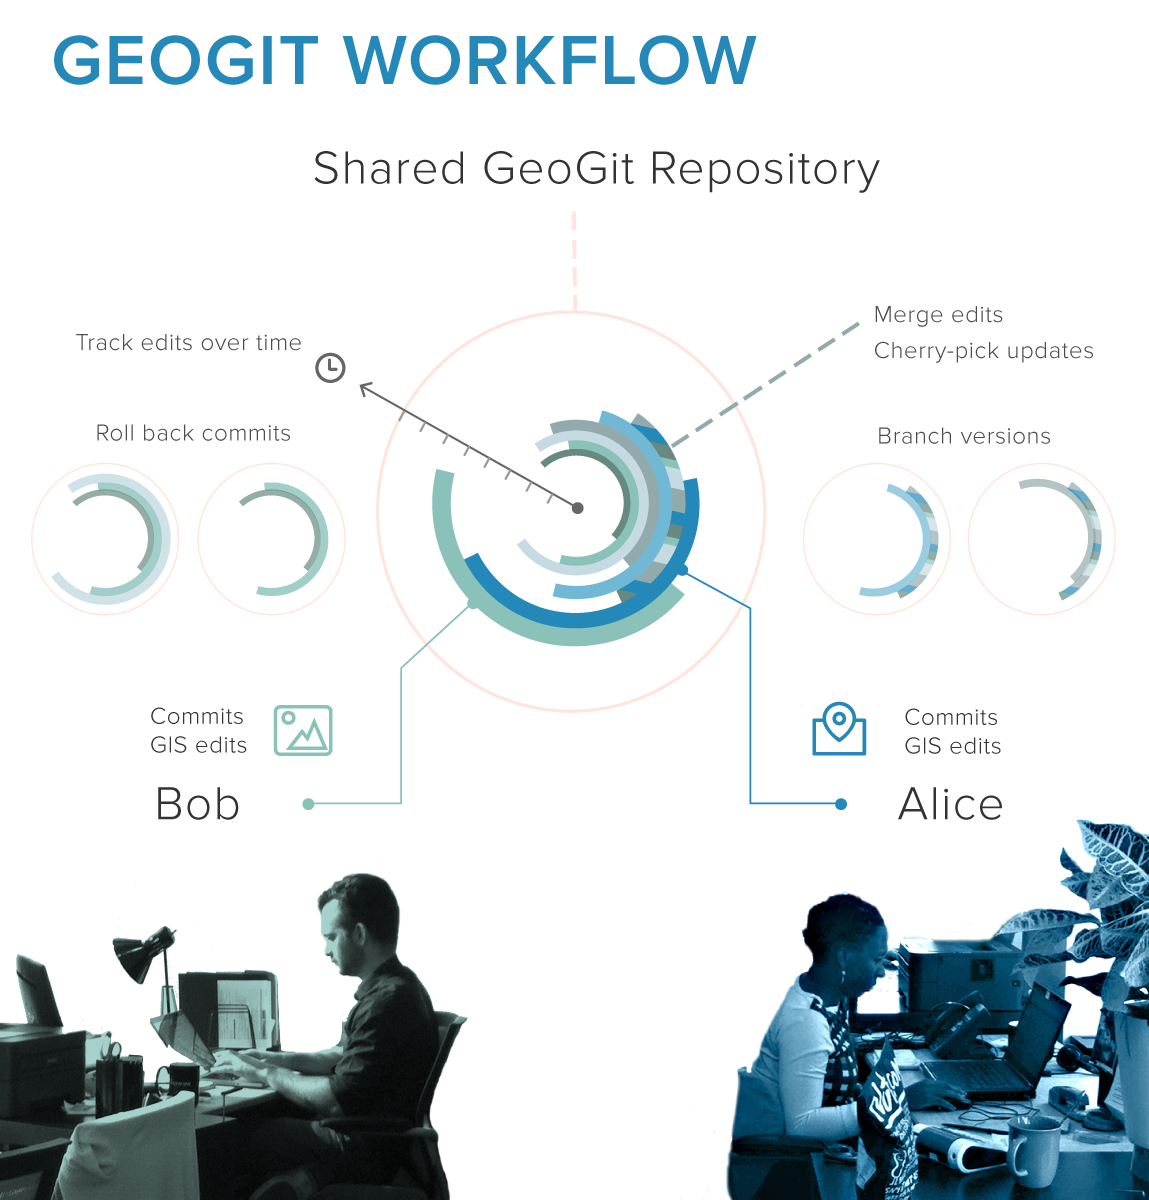 GEOGIT WORKFLOW
Shared GeoGit Repository
Track edits over time
Merge edits
Cherry-pick updates
Roll back commits
Branch versions
Commits
GIS edits
Bob
Commits
GIS edits
Alice